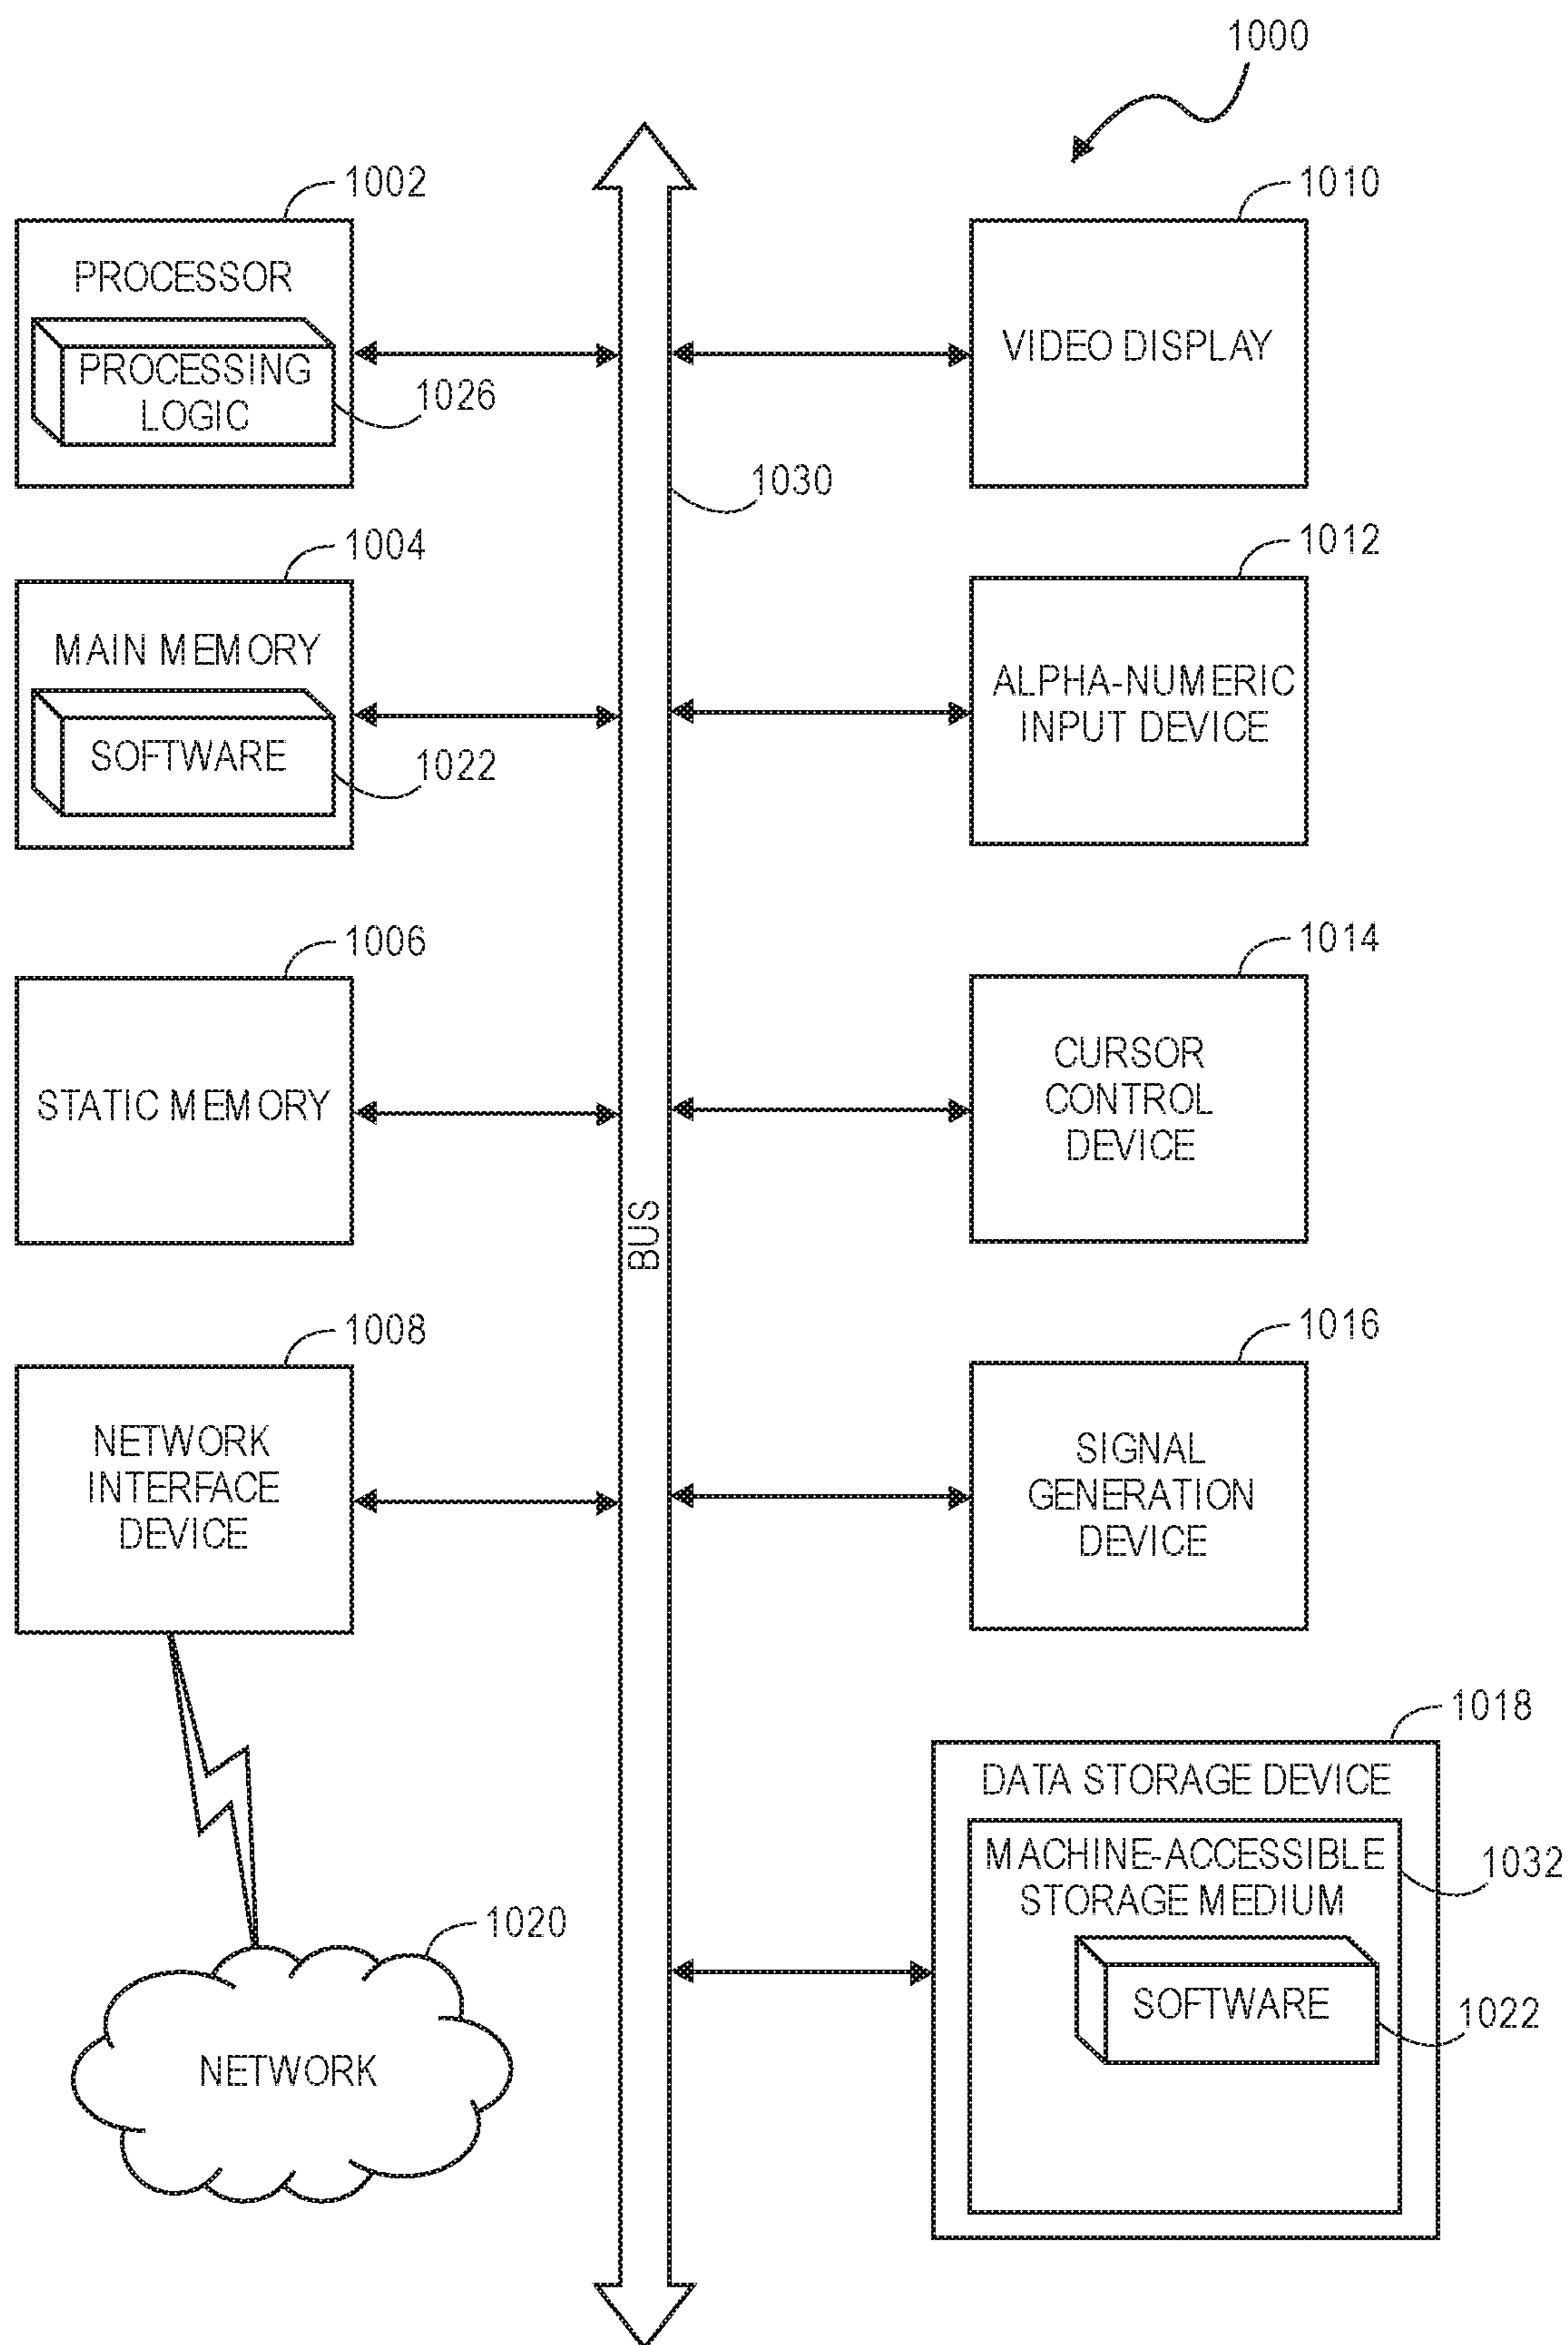 1000
1002
PROCESSOR
PROCESSING
LOGIC
1026
1004
MAIN MEMORY
SOFTWARE
1022
1006
STATIC MEMORY
1008
NETWORK
INTERFACE
DEVICE
1020
NETWORK
BUS
1030
1010
VIDEO DISPLAY
1012
ALPHA-NUMERIC
INPUT DEVICE
1014
CURSOR
CONTROL
DEVICE
1016
SIGNAL
GENERATION
DEVICE
1018
DATA STORAGE DEVICE
MACHINE-ACCESSIBLE
STORAGE MEDIUM
1032
SOFTWARE
1022